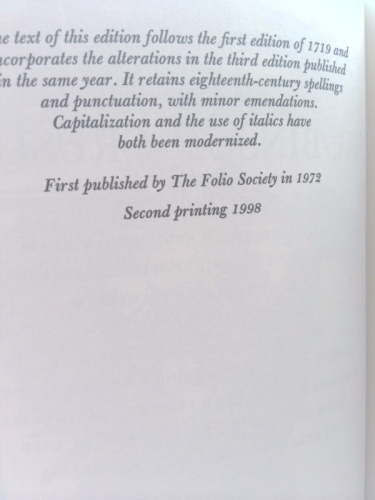 e text of this edition follows the first edition of 1719 and
ncorporates the alterations in the third edition published
in the same year. It retains eighteenth-century spellings
and punctuation, with minor emendations.
Capitalization and the use of italics have
both been modernized.
First published by The Folio Society in 1972
Second printing 1998